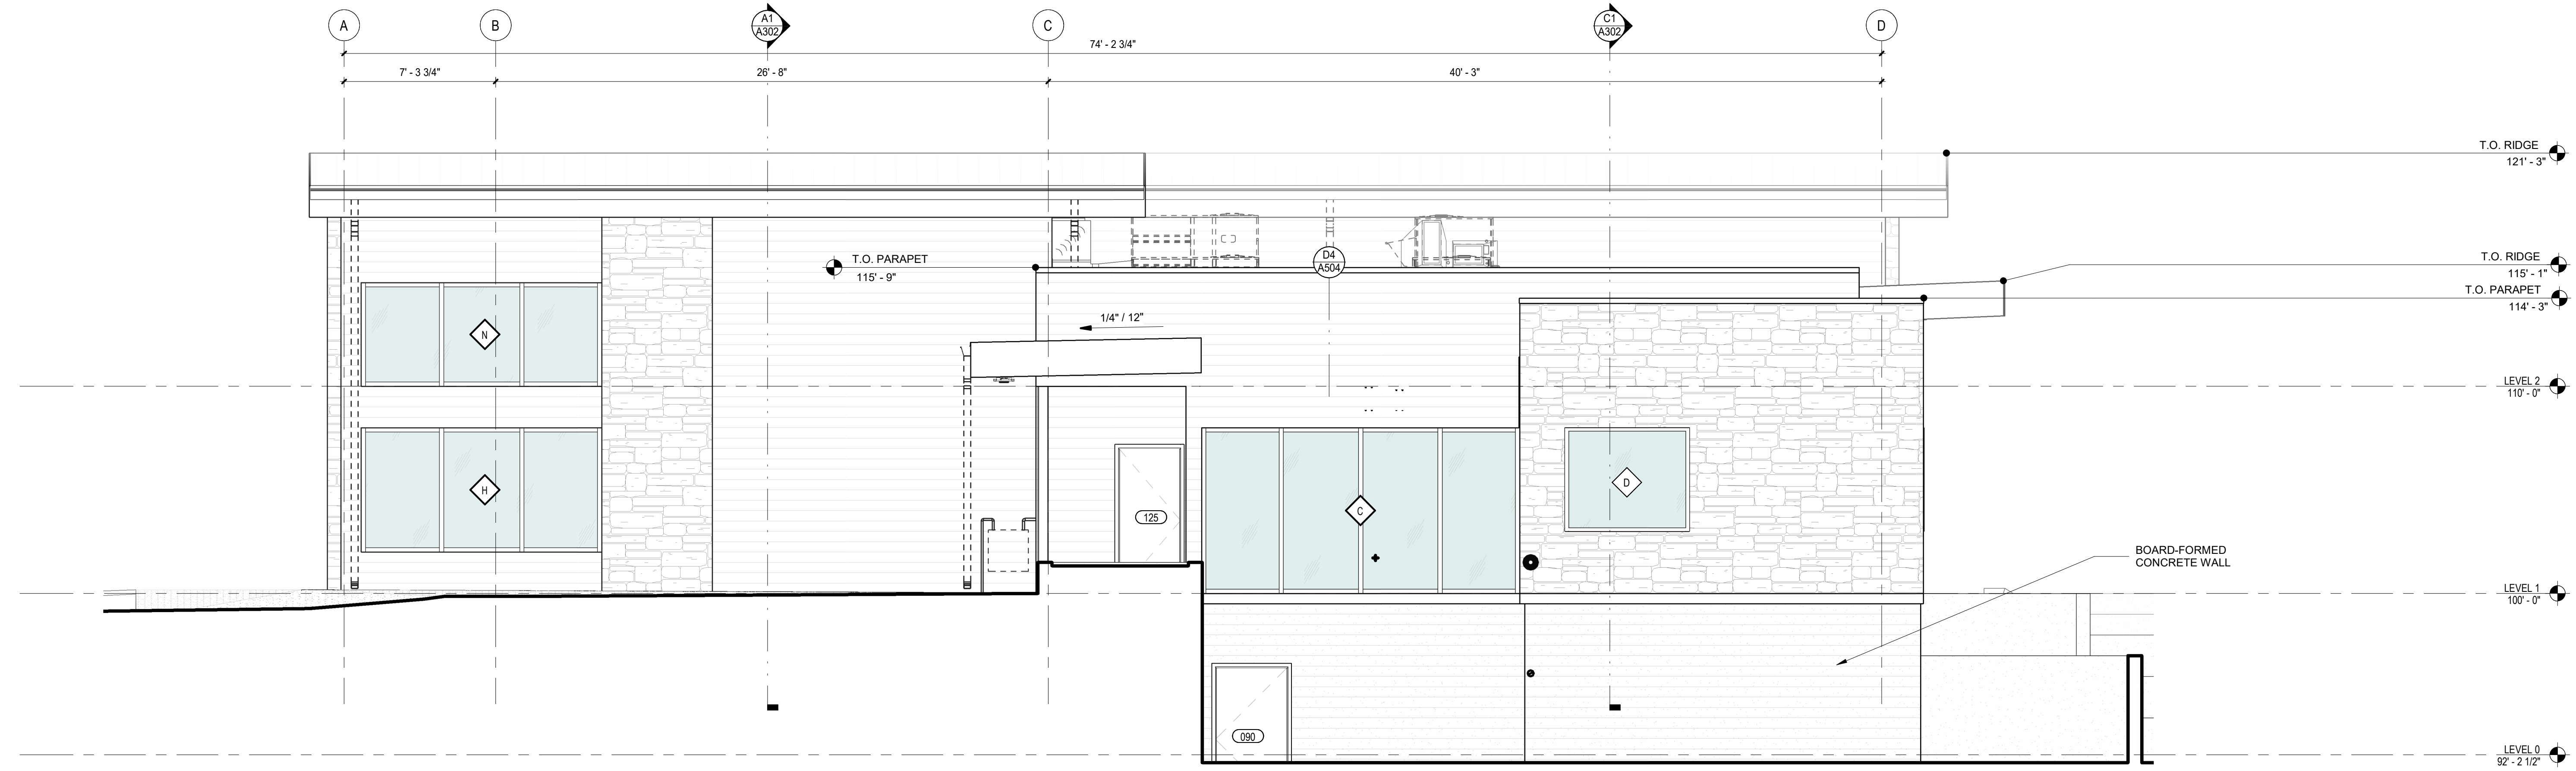 A
B
A1
A302
C
C1
A302
D
74' - 2 3/4"
7' - 3 3/4"
26' - 8"
40' - 3"
T.O. RIDGE
121' - 3"
T.O. PARAPET
115' - 9"
D4
A504
T.O. RIDGE
115' - 1"
T.O. PARAPET
114' - 3"
1/4" / 12"
N
LEVEL 2
110' - 0"
H
125
C
D
BOARD-FORMED
CONCRETE WALL
LEVEL 1
100' - 0"
090
LEVEL 0
92' - 2 1/2"